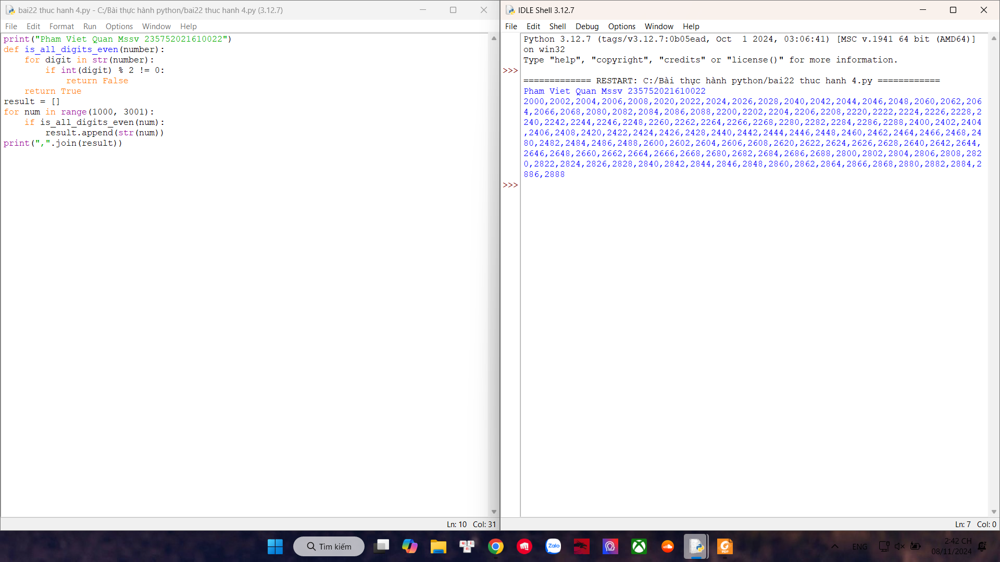 bai22 thuc hanh 4.py - C:/Bài thực hành python/bai22 thuc hanh 4.py (3.12.7)
File Edit Format Run Options Window Help
print("Pham Viet Quan Mssv 235752021610022")
def is_all_digits_even(number):
    for digit in str(number):
        if int(digit) % 2 != 0:
            return False
    return True
result = []
for num in range(1000, 3001):
    if is_all_digits_even(num):
        result.append(str(num))
print(",".join(result))
Ln: 10 Col: 31
IDLE Shell 3.12.7
File Edit Shell Debug Options Window Help
Python 3.12.7 (tags/v3.12.7:0b05ead, Oct  1 2024, 03:06:41) [MSC v.1941 64 bit (AMD64)]
on win32
Type "help", "copyright", "credits" or "license()" for more information.
>>>
============= RESTART: C:/Bài thực hành python/bai22 thuc hanh 4.py ============
Pham Viet Quan Mssv 235752021610022
2000,2002,2004,2006,2008,2020,2022,2024,2026,2028,2040,2042,2044,2046,2048,2060,2062,206
4,2066,2068,2080,2082,2084,2086,2088,2200,2202,2204,2206,2208,2220,2222,2224,2226,2228,2
240,2242,2244,2246,2248,2260,2262,2264,2266,2268,2280,2282,2284,2286,2288,2400,2402,2404
,2406,2408,2420,2422,2424,2426,2428,2440,2442,2444,2446,2448,2460,2462,2464,2466,2468,24
80,2482,2484,2486,2488,2600,2602,2604,2606,2608,2620,2622,2624,2626,2628,2640,2642,2644,
2646,2648,2660,2662,2664,2666,2668,2680,2682,2684,2686,2688,2800,2802,2804,2806,2808,282
0,2822,2824,2826,2828,2840,2842,2844,2846,2848,2860,2862,2864,2866,2868,2880,2882,2884,2
886,2888
>>>
Ln: 7 Col: 0
Tìm kiếm
Zalo
PDF
ENG
2:42 CH
08/11/2024